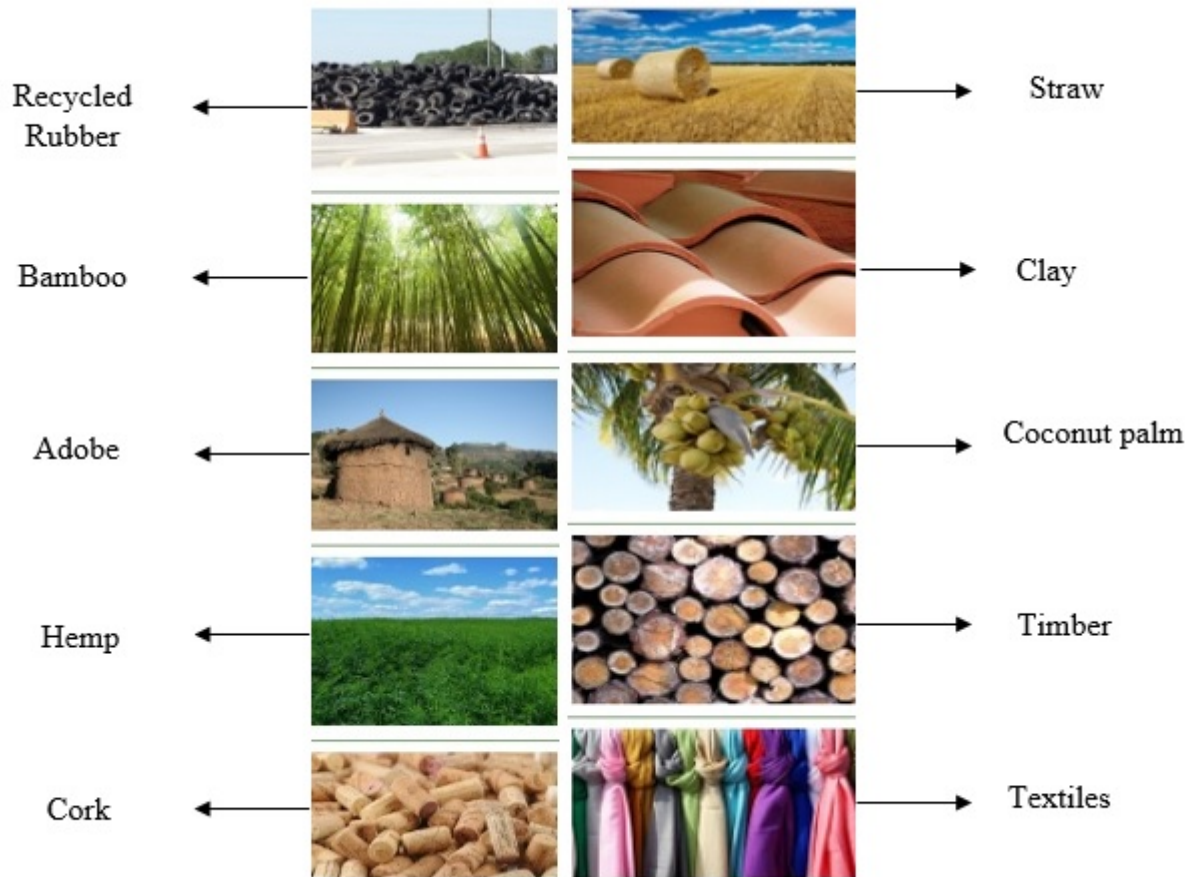 Recycled
Rubber
Straw
Bamboo
Clay
Adobe
Coconut palm
Hemp
Timber
Cork
Textiles